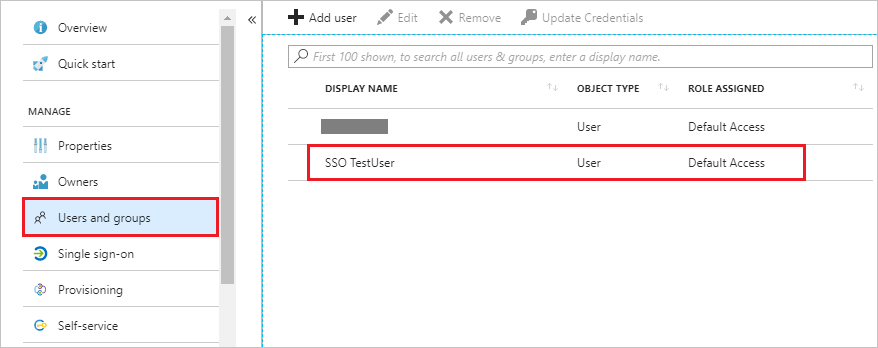 Overview
Quick start
MANAGE
Properties
Owners
Users and groups
Single sign-on
Provisioning
Self-service
Add user Edit Remove Update Credentials
First 100 shown, to search all users & groups, enter a display name.
DISPLAY NAME OBJECT TYPE ROLE ASSIGNED
User Default Access
SSO TestUser User Default Access